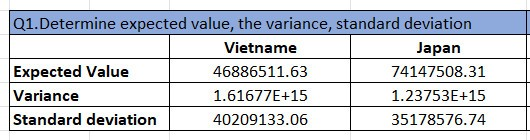 Q1.Determine expected value, the variance, standard deviation
Vietname Japan
Expected Value 46886511.63 74147508.31
Variance 1.61677E+15 1.23753E+15
Standard deviation 40209133.06 35178576.74